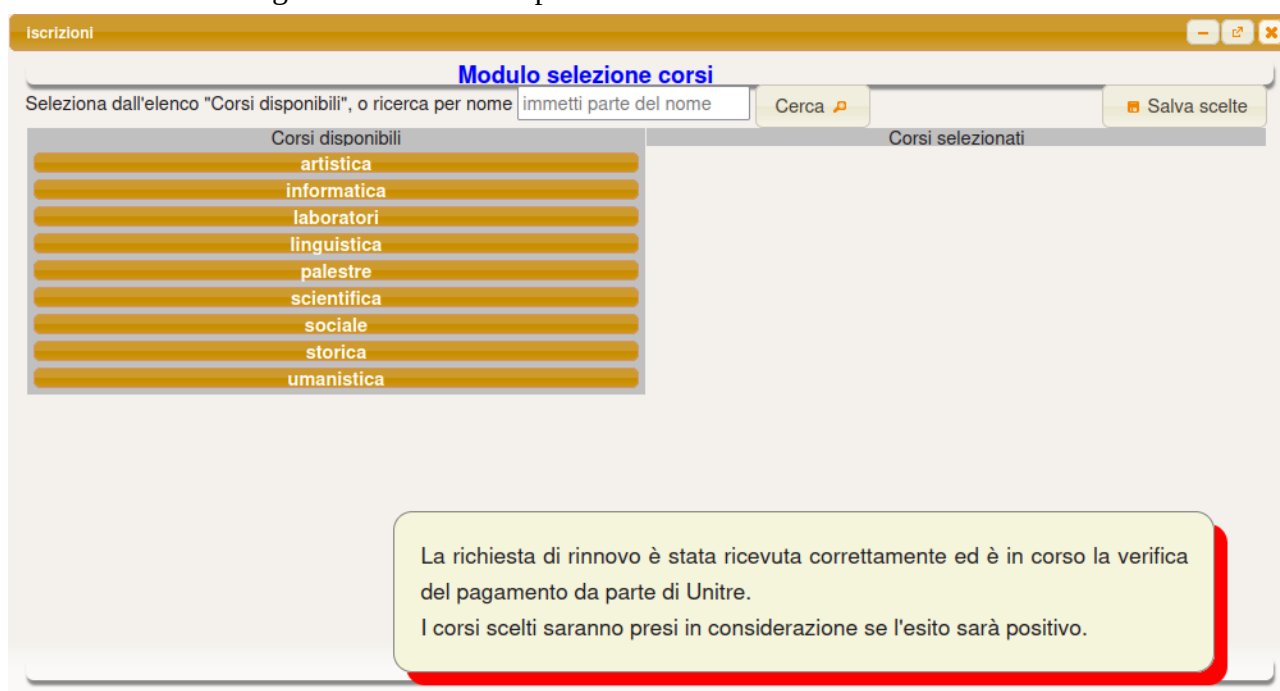 iscrizioni
Modulo selezione corsi
Seleziona dall'elenco "Corsi disponibili", o ricerca per nome immetti parte del nome Cerca Salva scelte
Corsi disponibili Corsi selezionati
artistica
informatica
laboratori
linguistica
palestre
scientifica
sociale
storica
umanistica
La richiesta di rinnovo è stata ricevuta correttamente ed è in corso la verifica
del pagamento da parte di Unitre.
I corsi scelti saranno presi in considerazione se l'esito sarà positivo.